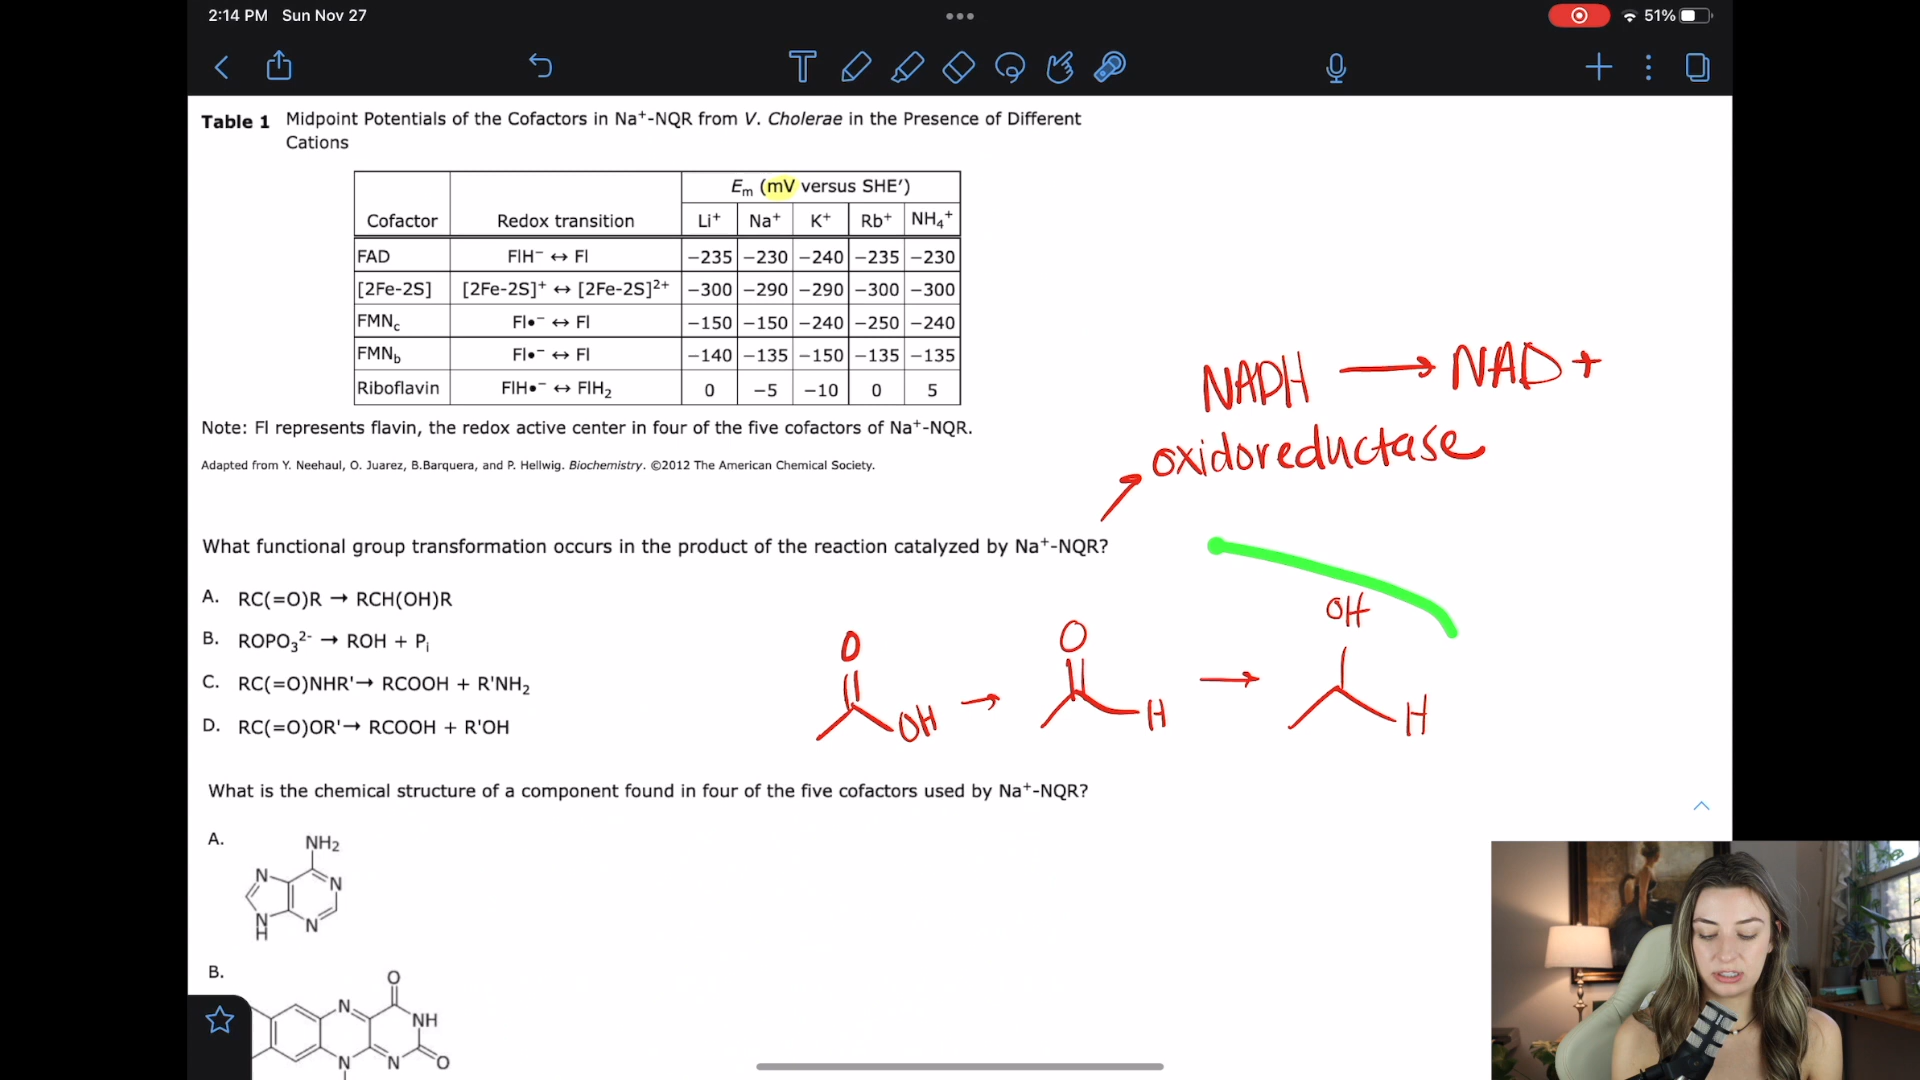 2:14 PM Sun Nov 27
51%
Table 1 Midpoint Potentials of the Cofactors in Na⁺-NQR from V. Cholerae in the Presence of Different
Cations
Eₘ (mV versus SHE′)
Cofactor Redox transition Li⁺ Na⁺ K⁺ Rb⁺ NH₄⁺
FAD FlH⁻ ↔ Fl −235 −230 −240 −235 −230
[2Fe-2S] [2Fe-2S]⁺ ↔ [2Fe-2S]²⁺ −300 −290 −290 −300 −300
FMN꜀ Fl•⁻ ↔ Fl −150 −150 −240 −250 −240
FMN_b Fl•⁻ ↔ Fl −140 −135 −150 −135 −135
Riboflavin FlH•⁻ ↔ FlH₂ 0 −5 −10 0 5
NADH → NAD+
Note: Fl represents flavin, the redox active center in four of the five cofactors of Na⁺-NQR.
oxidoreductase
Adapted from Y. Neehaul, O. Juarez, B.Barquera, and P. Hellwig. Biochemistry. ©2012 The American Chemical Society.
What functional group transformation occurs in the product of the reaction catalyzed by Na⁺-NQR?
A. RC(=O)R → RCH(OH)R
B. ROPO₃²⁻ → ROH + Pᵢ
C. RC(=O)NHR'→ RCOOH + R'NH₂
D. RC(=O)OR'→ RCOOH + R'OH
O O OH
OH → H → H
What is the chemical structure of a component found in four of the five cofactors used by Na⁺-NQR?
A.
NH₂
N N
N N
H
B.
O
N NH
N N O